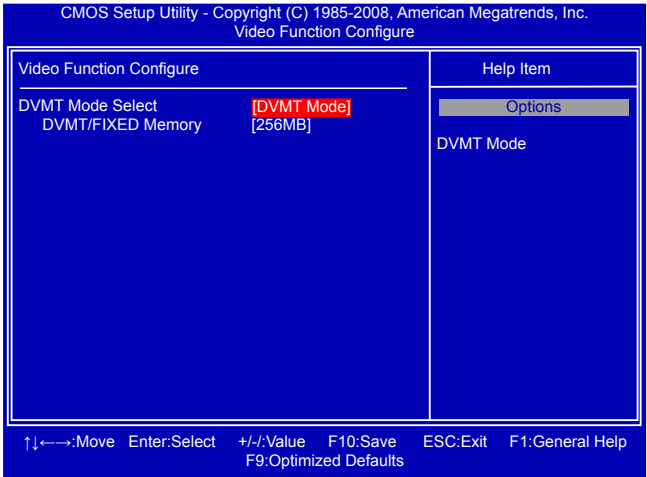 CMOS Setup Utility - Copyright (C) 1985-2008, American Megatrends, Inc.
Video Function Configure
Video Function Configure
Help Item
DVMT Mode Select [DVMT Mode]
Options
DVMT/FIXED Memory [256MB]
DVMT Mode
↑↓←→:Move Enter:Select +/-/:Value F10:Save ESC:Exit F1:General Help
F9:Optimized Defaults